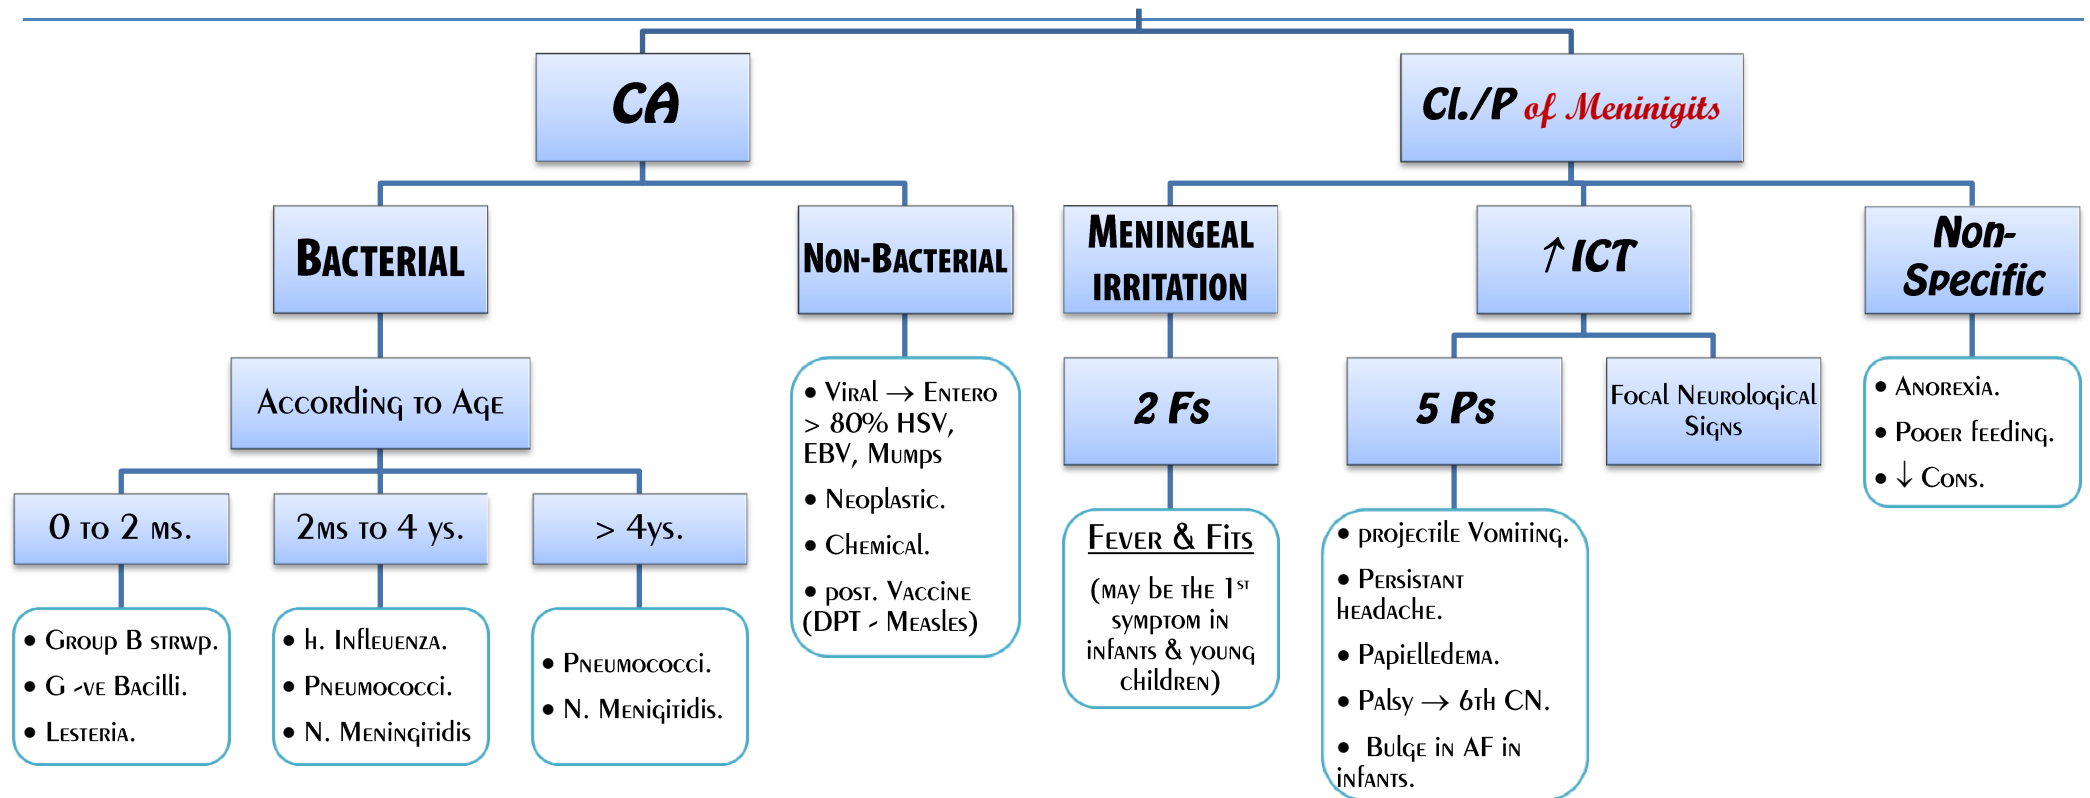 CA
Cl./P of Meninigits
Bacterial
Non-Bacterial
Meningeal
irritation
↑ ICT
Non-
Specific
According to Age
• Viral → Entero
> 80% HSV,
EBV, Mumps
• Neoplastic.
• Chemical.
• post. Vaccine
(DPT - Measles)
2 Fs
5 Ps
Focal Neurological
Signs
• Anorexia.
• Pooer feeding.
• ↓ Cons.
0 to 2 ms.
2ms to 4 ys.
> 4ys.
Fever & Fits
(may be the 1st
symptom in
infants & young
children)
• projectile Vomiting.
• Persistant
headache.
• Papielledema.
• Palsy → 6th CN.
• Bulge in AF in
infants.
• Group B strwp.
• G -ve Bacilli.
• Lesteria.
• h. Infleuenza.
• Pneumococci.
• N. Meningitidis
• Pneumococci.
• N. Menigitidis.